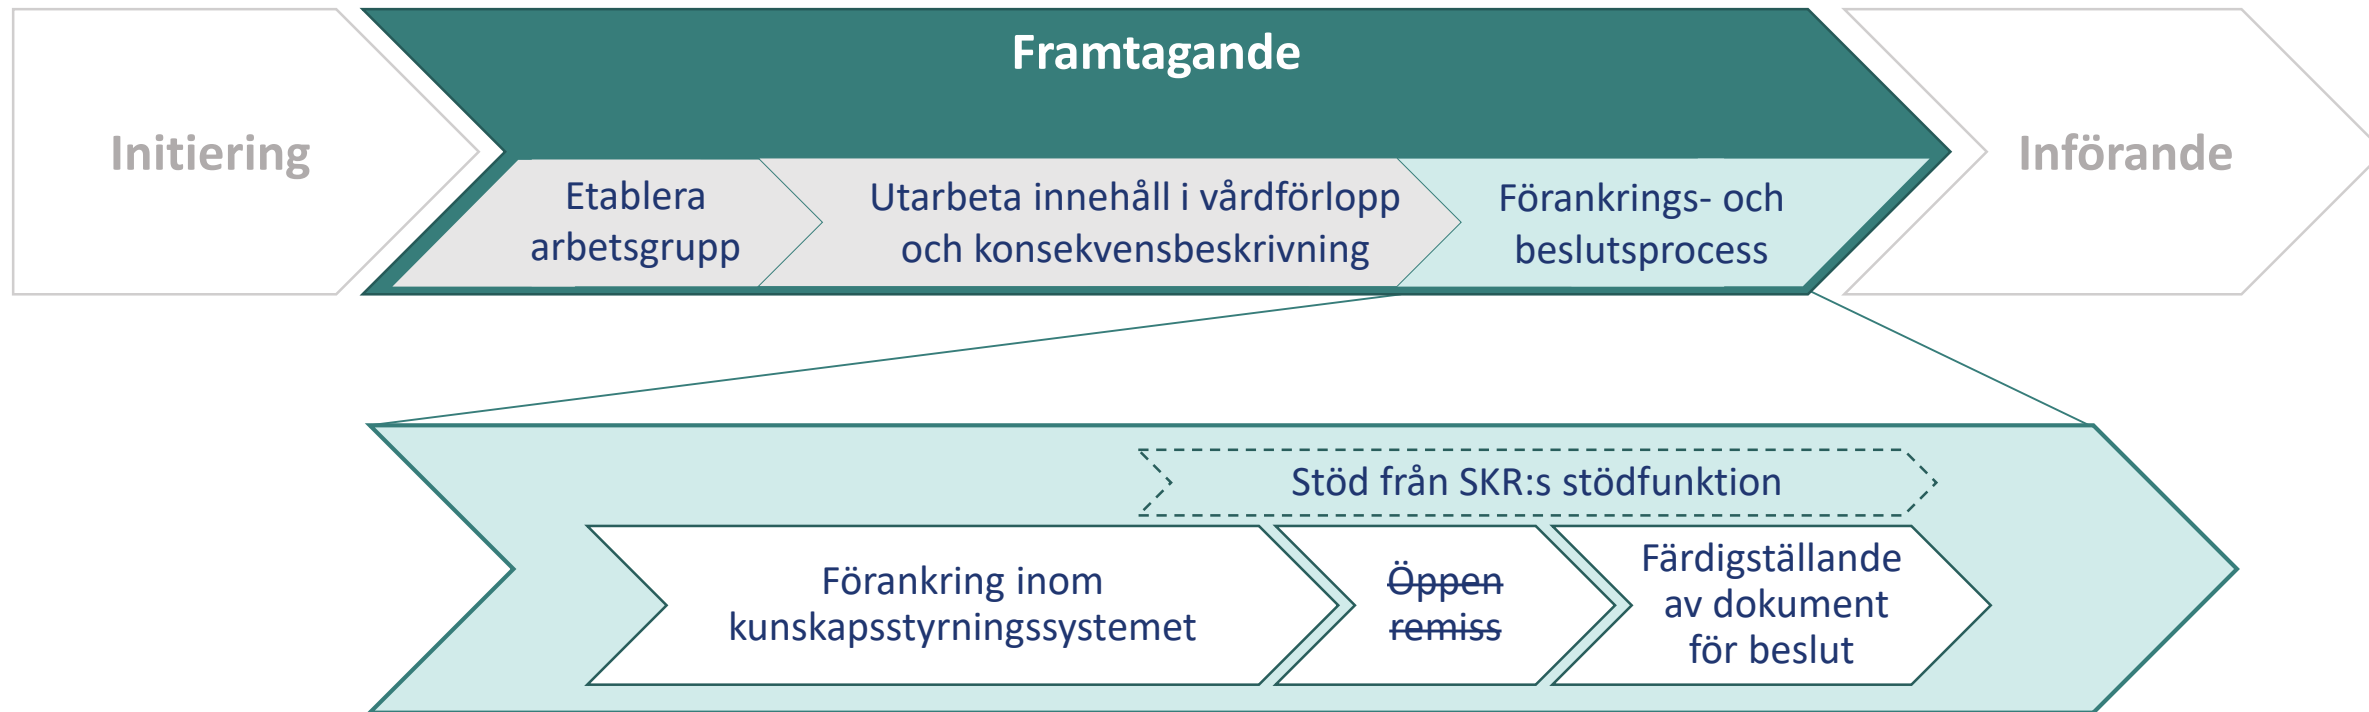 Framtagande
Initiering
Införande
Etablera
arbetsgrupp
Utarbeta innehåll i vårdförlopp
och konsekvensbeskrivning
Förankrings- och
beslutsprocess
Stöd från SKR:s stödfunktion
Förankring inom
kunskapsstyrningssystemet
Öppen
remiss
Färdigställande
av dokument
för beslut